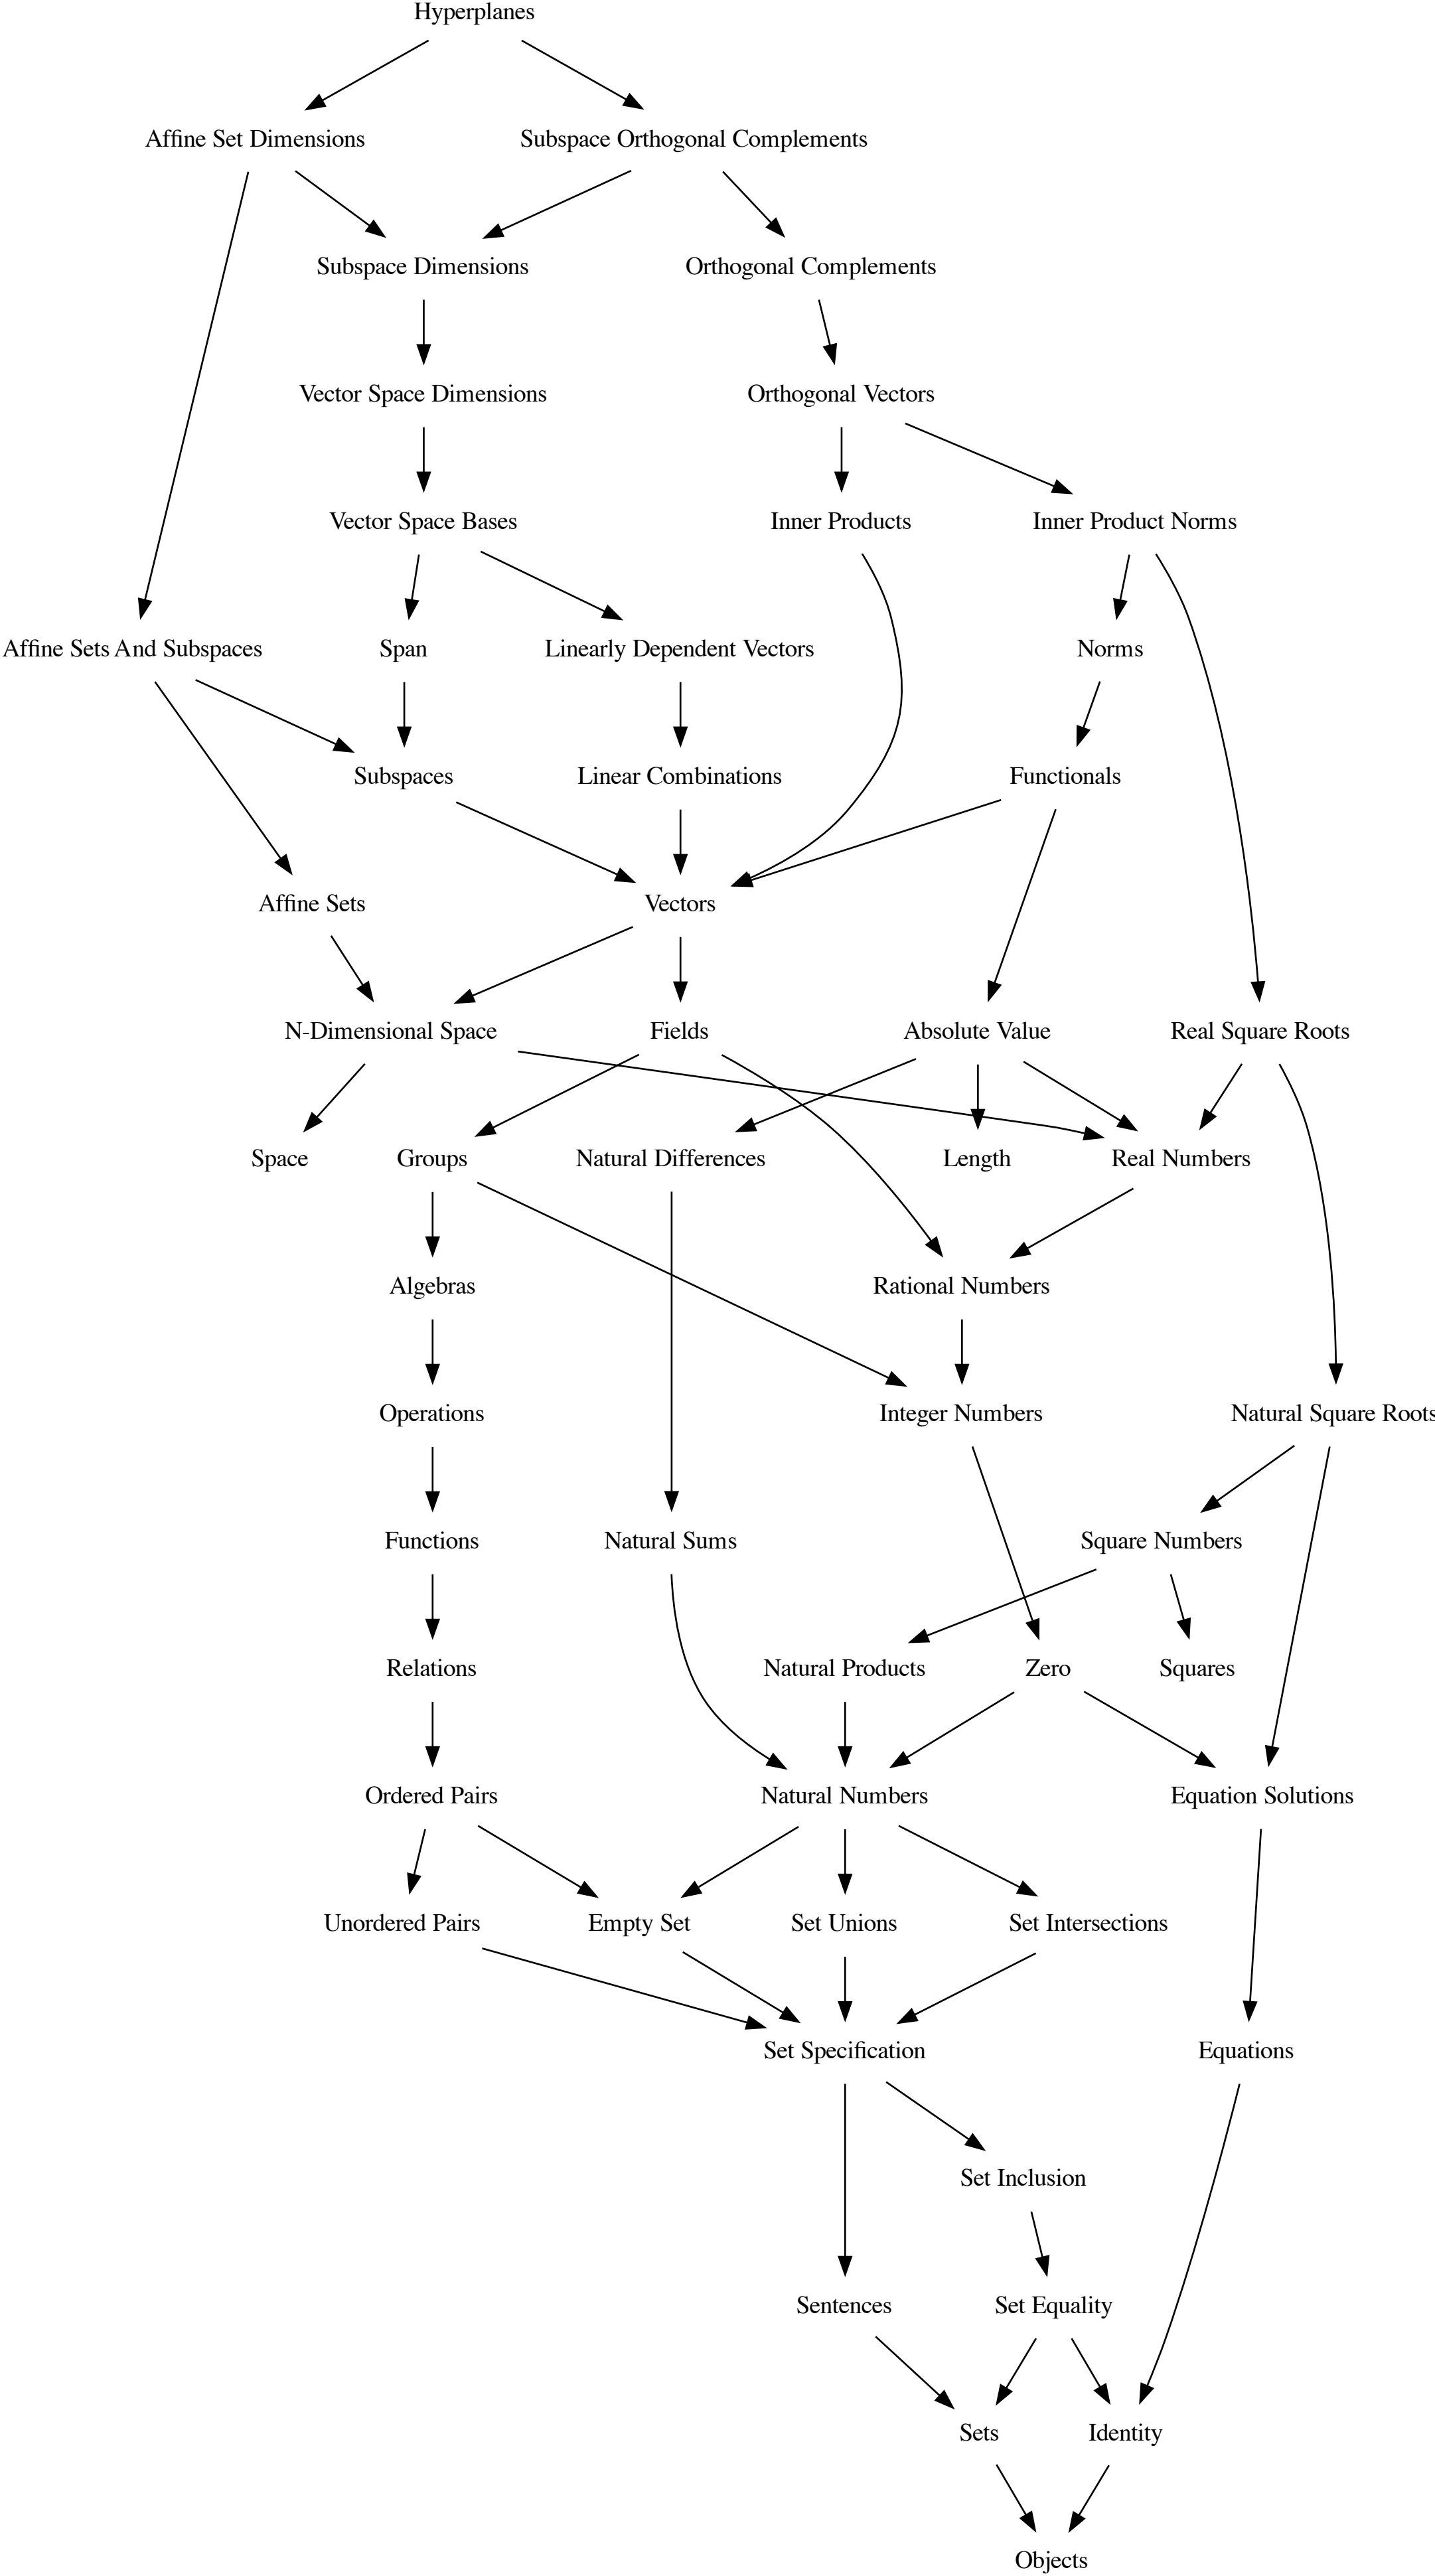 Hyperplanes
Affine Set Dimensions
Subspace Orthogonal Complements
Subspace Dimensions
Orthogonal Complements
Vector Space Dimensions
Orthogonal Vectors
Vector Space Bases
Inner Products
Inner Product Norms
Affine Sets And Subspaces
Span
Linearly Dependent Vectors
Norms
Subspaces
Linear Combinations
Functionals
Affine Sets
Vectors
N-Dimensional Space
Fields
Absolute Value
Real Square Roots
Space
Groups
Natural Differences
Length
Real Numbers
Algebras
Rational Numbers
Operations
Integer Numbers
Natural Square Roots
Functions
Natural Sums
Square Numbers
Relations
Natural Products
Zero
Squares
Ordered Pairs
Natural Numbers
Equation Solutions
Unordered Pairs
Empty Set
Set Unions
Set Intersections
Set Specification
Equations
Set Inclusion
Sentences
Set Equality
Sets
Identity
Objects